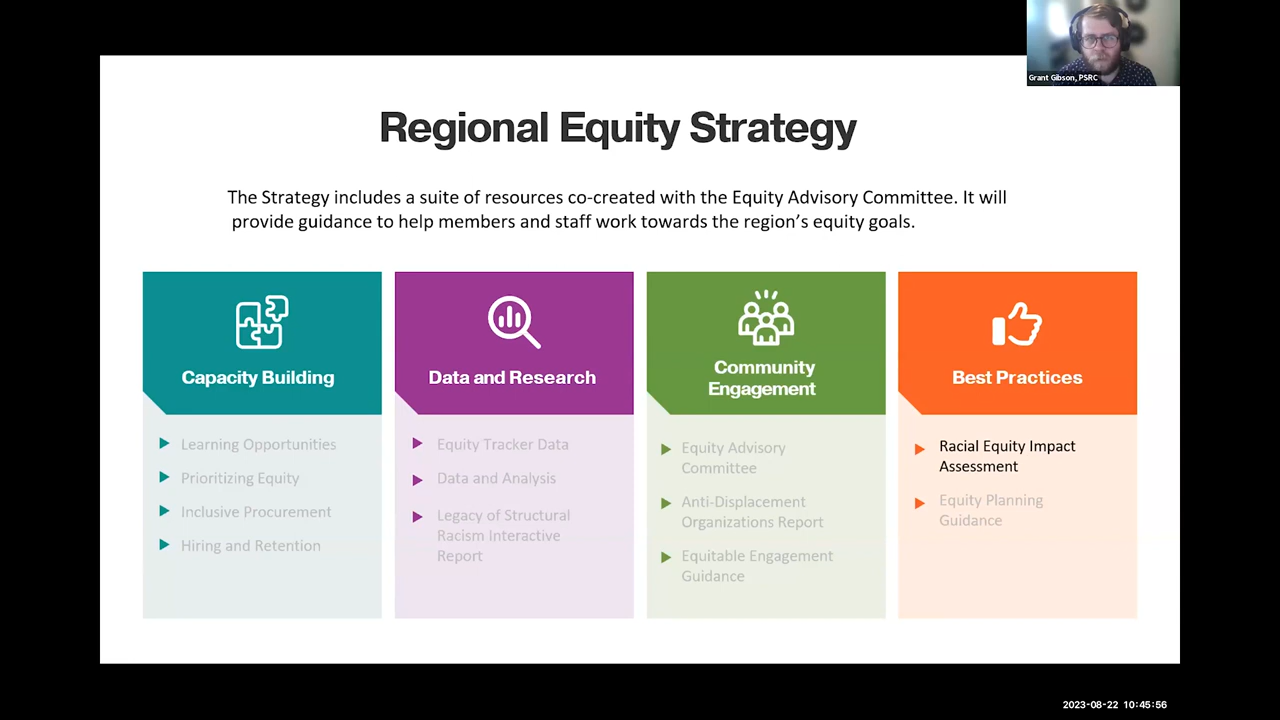 Grant Gibson, PSRC
Regional Equity Strategy
The Strategy includes a suite of resources co-created with the Equity Advisory Committee. It will
provide guidance to help members and staff work towards the region’s equity goals.
Capacity Building
Learning Opportunities
Prioritizing Equity
Inclusive Procurement
Hiring and Retention
Data and Research
Equity Tracker Data
Data and Analysis
Legacy of Structural
Racism Interactive
Report
Community
Engagement
Equity Advisory
Committee
Anti-Displacement
Organizations Report
Equitable Engagement
Guidance
Best Practices
Racial Equity Impact
Assessment
Equity Planning
Guidance
2023-08-22 10:45:56